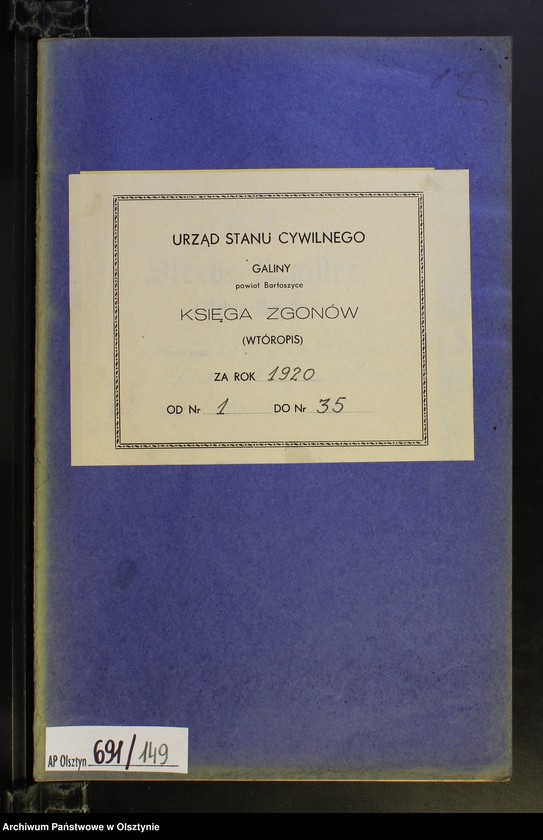 12
URZĄD STANU CYWILNEGO
GALINY
powiat Bartoszyce
KSIĘGA ZGONÓW
(WTÓROPIS)
ZA ROK 1920
OD Nr 1 DO Nr 35
AP Olsztyn 691/149
Archiwum Państwowe w Olsztynie